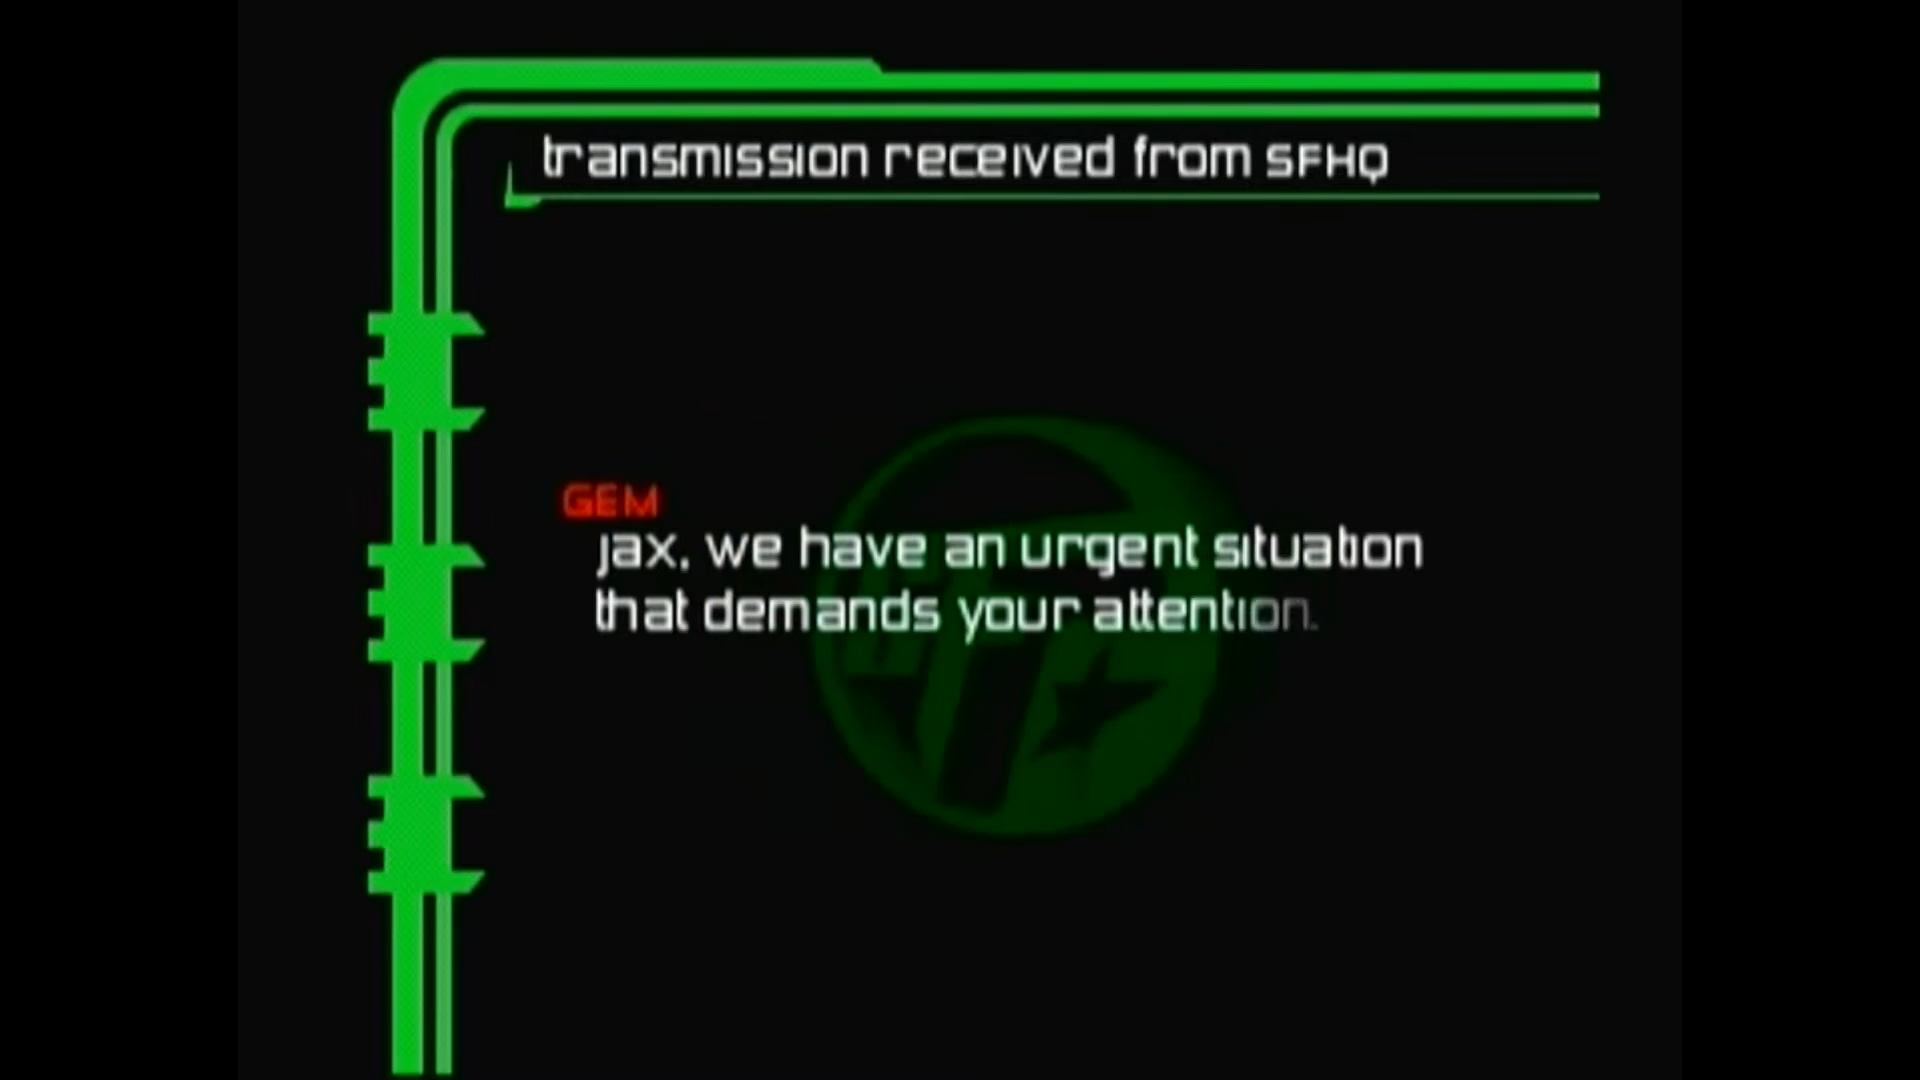 transmission received from SFHQ
GEM
jax, we have an urgent situation
that demands your attention.